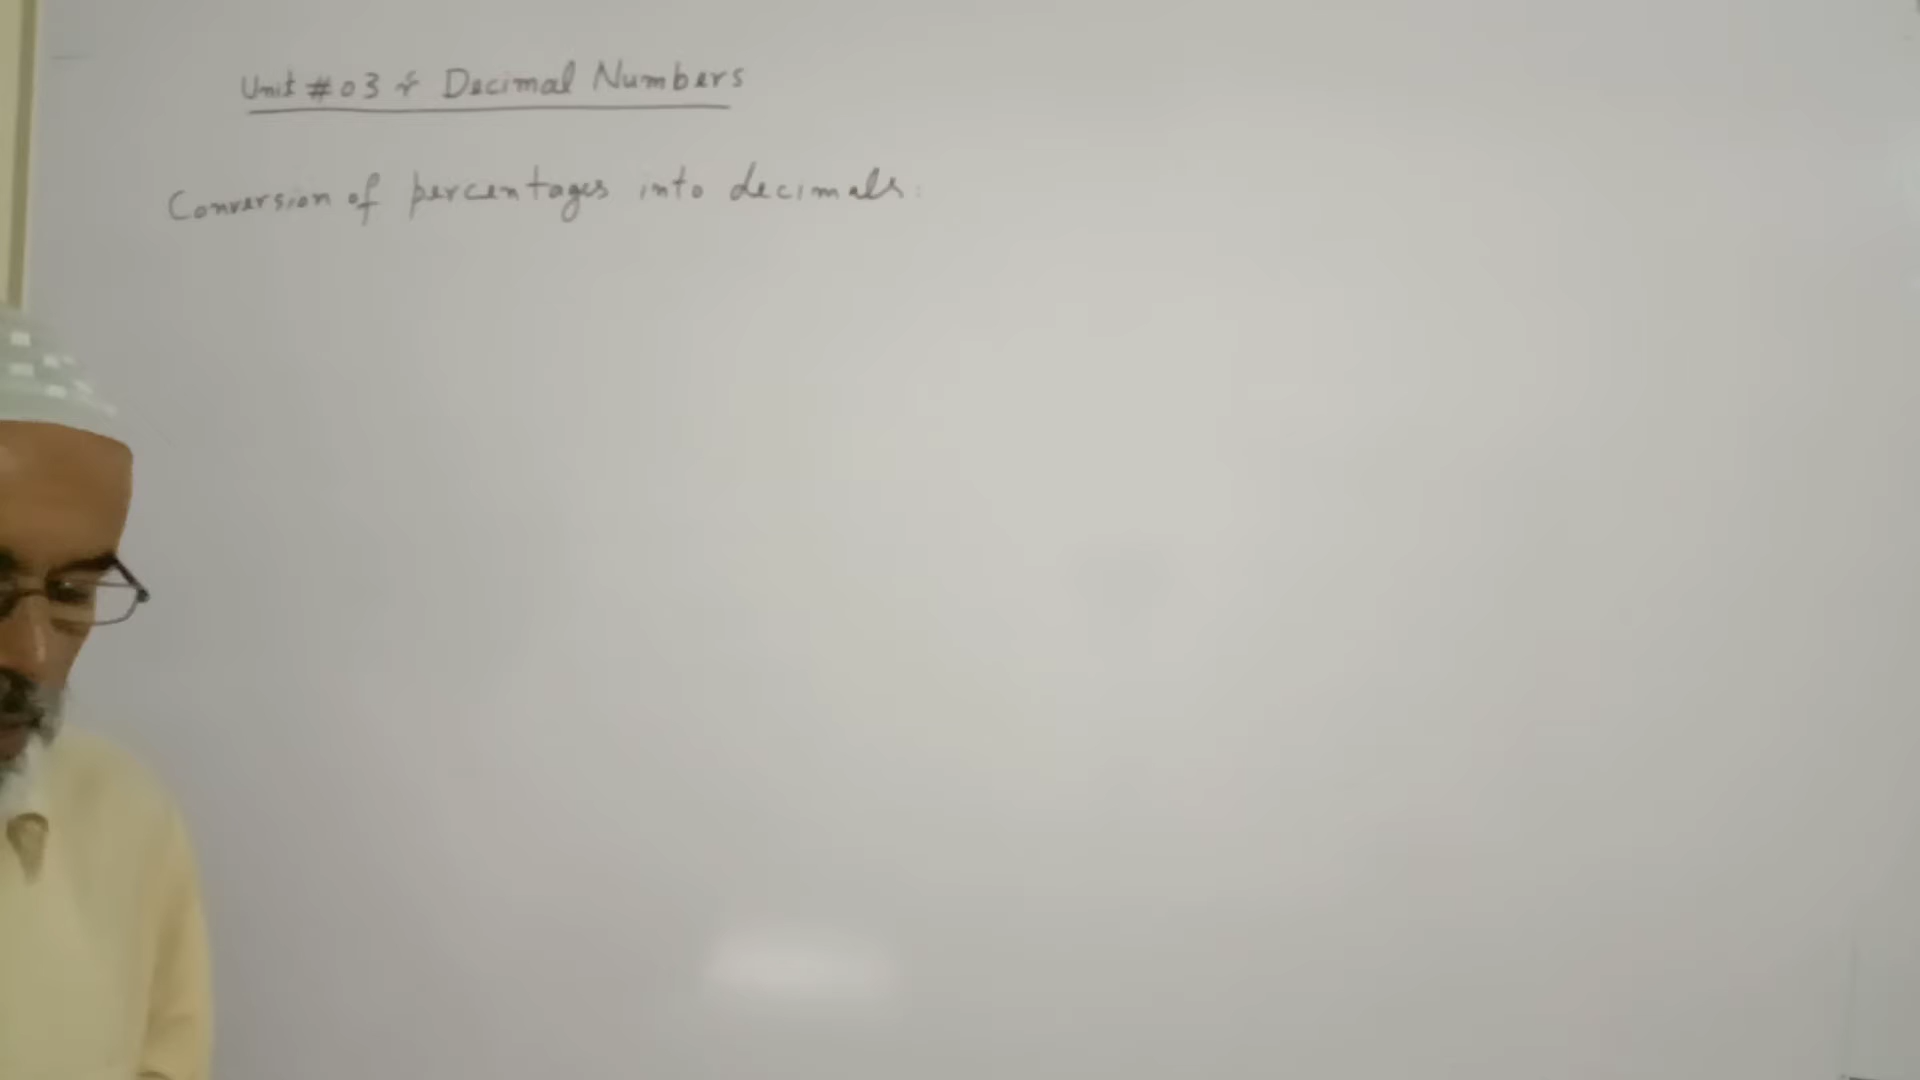 Unit # 03 : Decimal Numbers
Conversion of percentages into decimals: